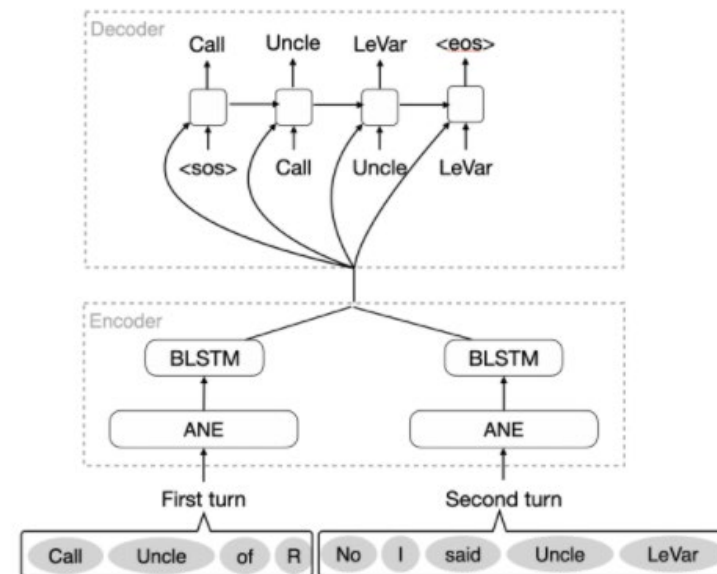 Decoder
Call Uncle LeVar <eos>
<sos> Call Uncle LeVar
Encoder
BLSTM BLSTM
ANE ANE
First turn Second turn
Call Uncle of R No I said Uncle LeVar